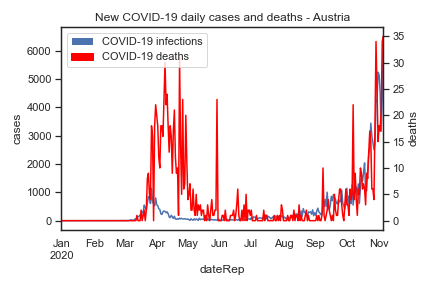 New COVID-19 daily cases and deaths - Austria
COVID-19 infections
COVID-19 deaths
6000
5000
4000
3000
2000
1000
0
cases
35
30
25
20
15
10
5
0
deaths
Jan Feb Mar Apr May Jun Jul Aug Sep Oct Nov
2020
dateRep